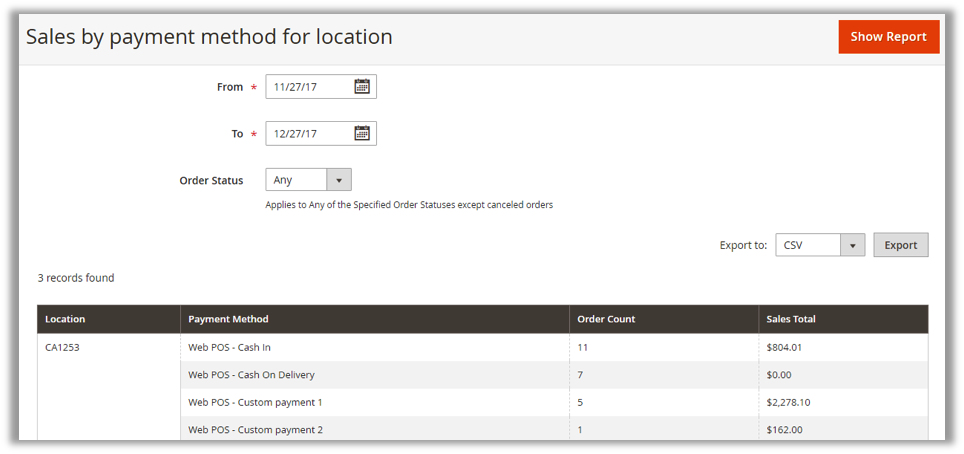 Sales by payment method for location
Show Report
From *
11/27/17
To *
12/27/17
Order Status
Any
Applies to Any of the Specified Order Statuses except canceled orders
Export to: CSV Export
3 records found
Location Payment Method Order Count Sales Total
CA1253 Web POS - Cash In 11 $804.01
Web POS - Cash On Delivery 7 $0.00
Web POS - Custom payment 1 5 $2,278.10
Web POS - Custom payment 2 1 $162.00